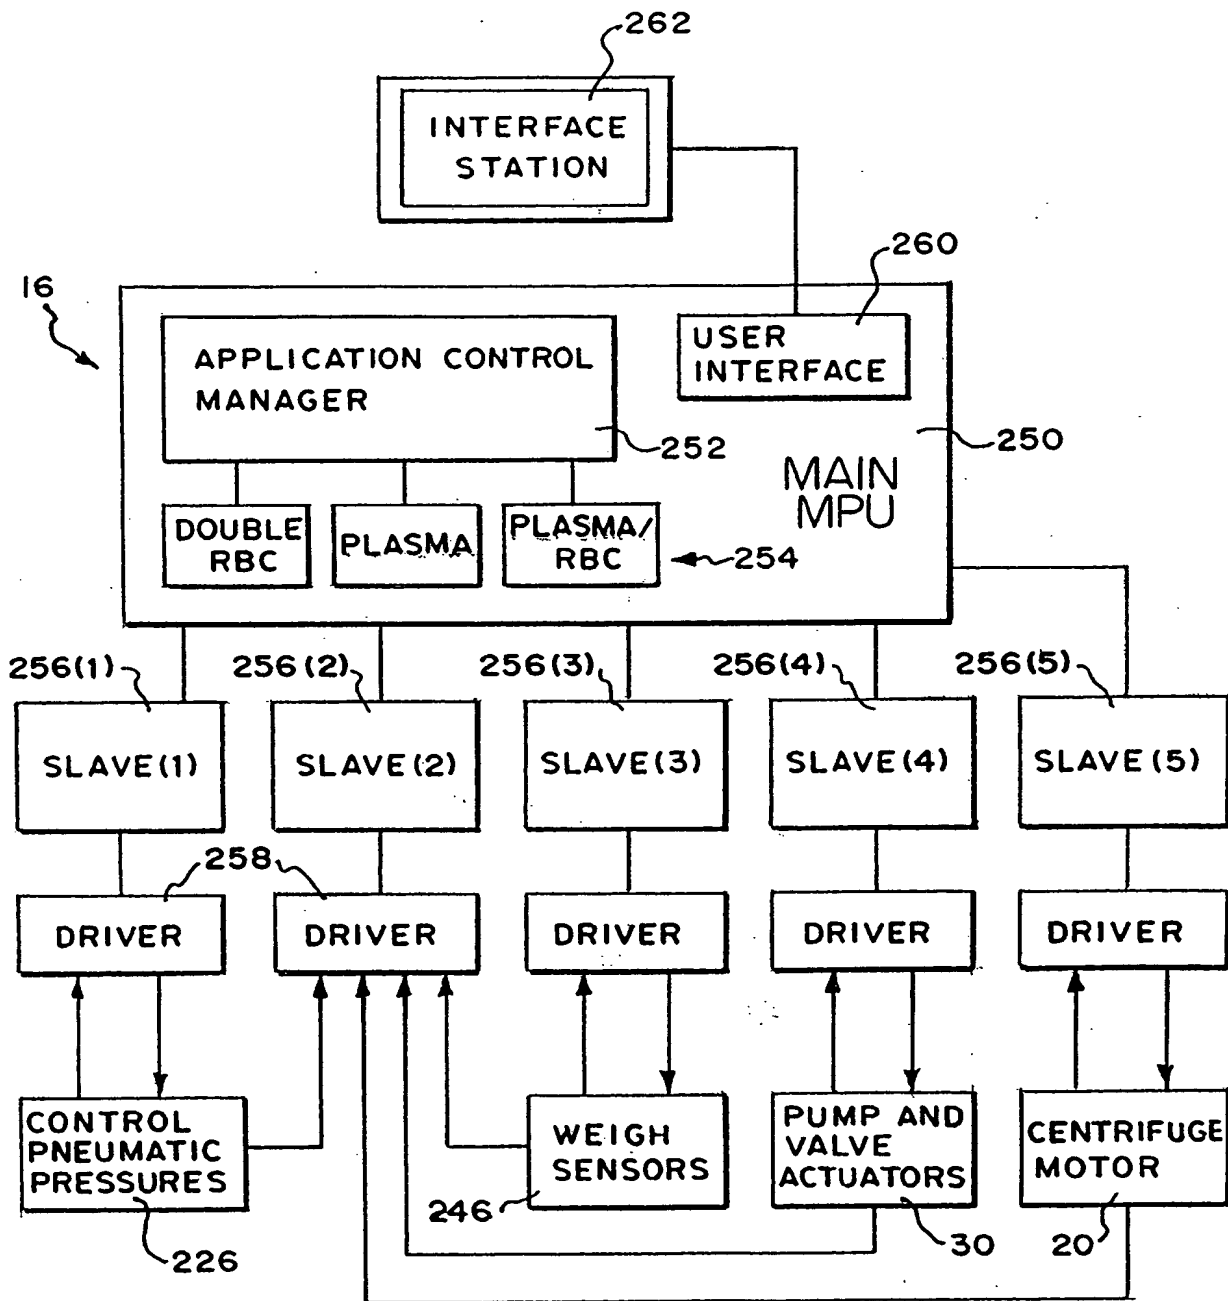 262
INTERFACE
STATION
260
16
APPLICATION CONTROL
MANAGER
USER
INTERFACE
252
250
MAIN
MPU
DOUBLE
RBC
PLASMA
PLASMA/
RBC
254
256(1)
256(2)
256(3)
256(4)
256(5)
SLAVE(1)
SLAVE(2)
SLAVE(3)
SLAVE(4)
SLAVE(5)
258
DRIVER
DRIVER
DRIVER
DRIVER
DRIVER
CONTROL
PNEUMATIC
PRESSURES
WEIGH
SENSORS
PUMP AND
VALVE
ACTUATORS
CENTRIFUGE
MOTOR
226
246
30
20